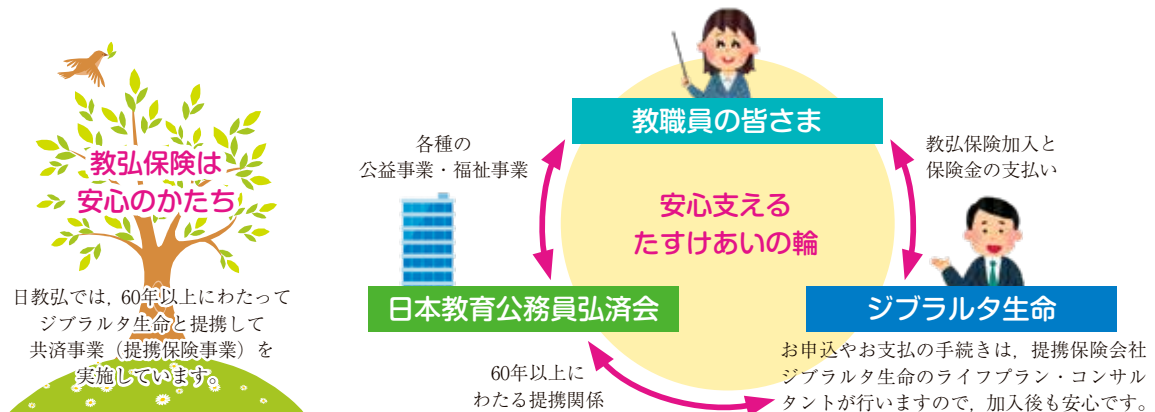 教弘保険は
安心のかたち
日教弘では，60年以上にわたって
ジブラルタ生命と提携して
共済事業（提携保険事業）を
実施しています。
教職員の皆さま
各種の
公益事業・福祉事業
教弘保険加入と
保険金の支払い
安心支える
たすけあいの輪
日本教育公務員弘済会
ジブラルタ生命
60年以上に
わたる提携関係
お申込やお支払の手続きは，提携保険会社
ジブラルタ生命のライフプラン・コンサル
タントが行いますので，加入後も安心です。